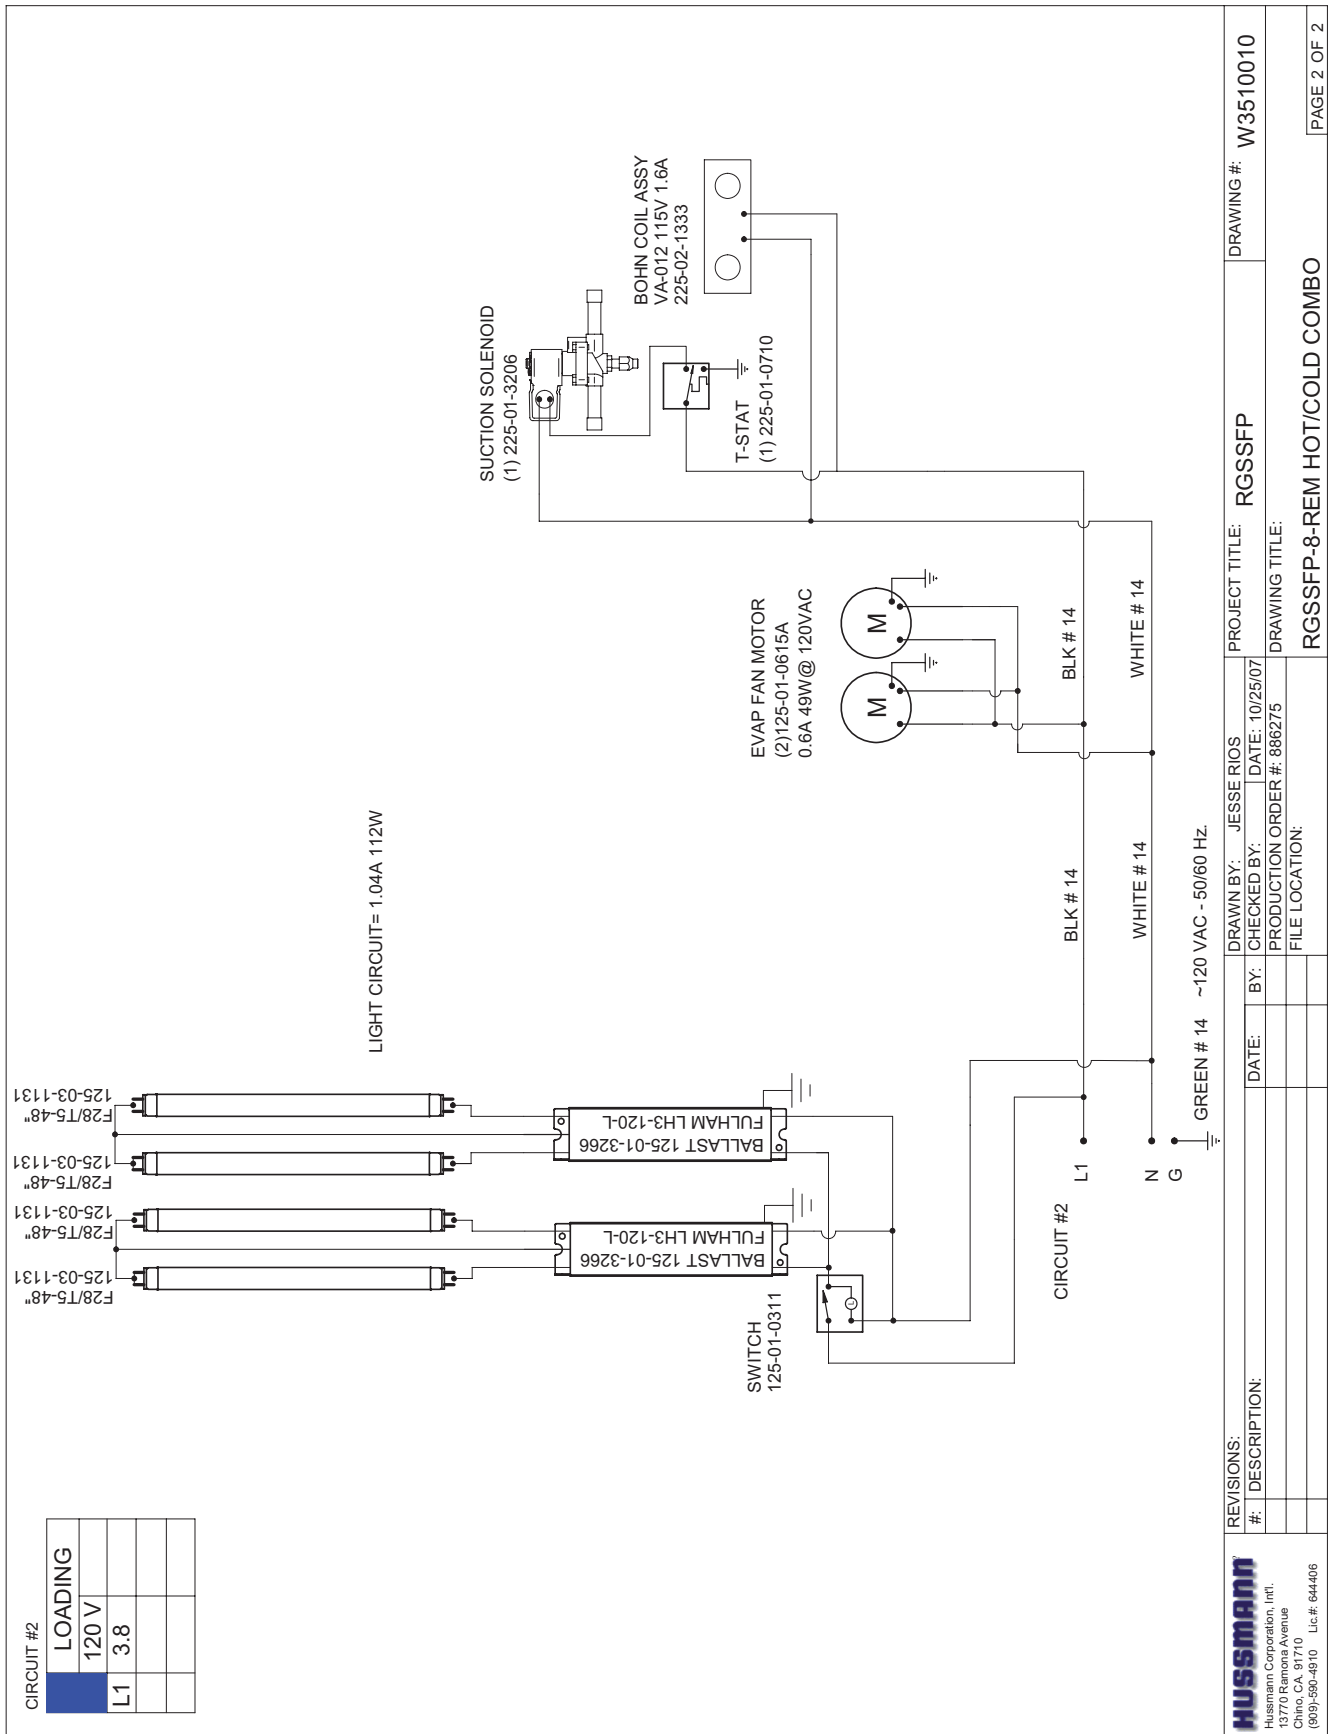 CIRCUIT #2
LOADING
120 V
L1 3.8
F28/T5-48"
125-03-1131
F28/T5-48"
125-03-1131
F28/T5-48"
125-03-1131
F28/T5-48"
125-03-1131
LIGHT CIRCUIT= 1.04A 112W
BALLAST 125-01-3266
FULHAM LH3-120-L
BALLAST 125-01-3266
FULHAM LH3-120-L
SWITCH
125-01-0311
L
SUCTION SOLENOID
(1) 225-01-3206
BOHN COIL ASSY
VA-012 115V 1.6A
225-02-1333
T-STAT
(1) 225-01-0710
EVAP FAN MOTOR
(2)125-01-0615A
0.6A 49W@ 120VAC
M
M
CIRCUIT #2
L1
N
G
BLK # 14
BLK # 14
WHITE # 14
WHITE # 14
GREEN # 14 ~120 VAC - 50/60 Hz.
HUSSMANN
Hussmann Corporation, Int'l.
13770 Ramona Avenue
Chino, CA. 91710
(909)-590-4910 Lic.#: 644406
REVISIONS:
#: DESCRIPTION: DATE: BY:
DRAWN BY: JESSE RIOS
CHECKED BY: DATE: 10/25/07
PRODUCTION ORDER #: 886275
FILE LOCATION:
PROJECT TITLE: RGSSFP
DRAWING #: W3510010
DRAWING TITLE:
RGSSFP-8-REM HOT/COLD COMBO
PAGE 2 OF 2